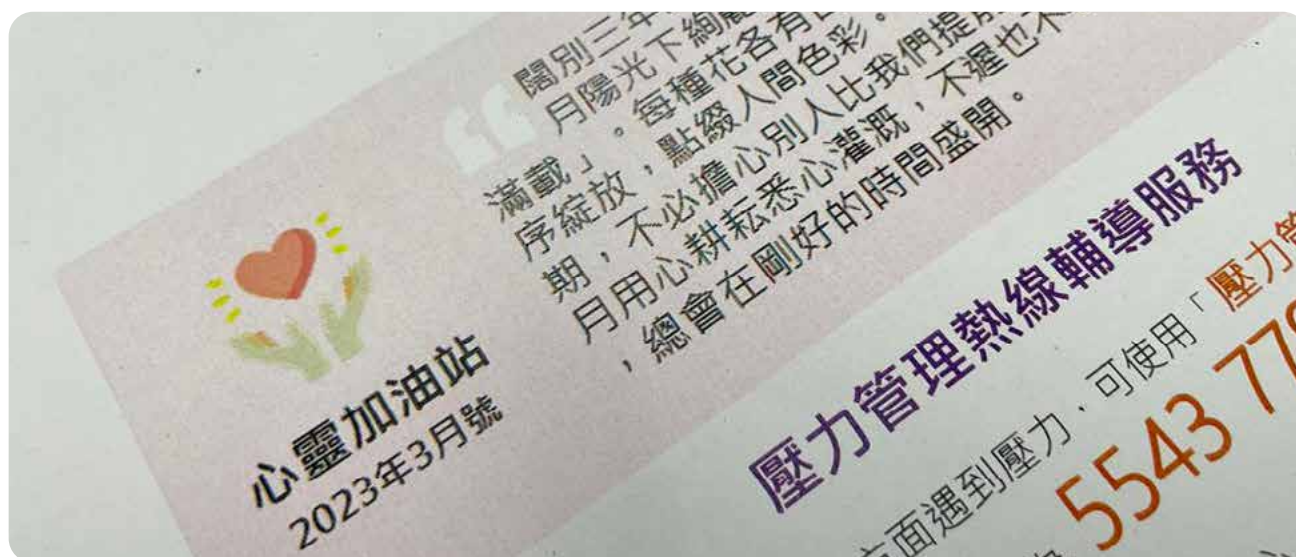 闊別三年
月陽光下絢麗
滿載」。每種花各有
序綻放,點綴人間色彩。
期,不必擔心別人比我們提前
月用心耕耘悉心灌溉,不遲也不
,總會在剛好的時間盛開。
心靈加油站
2023年3月號
壓力管理熱線輔導服務
方面遇到壓力,可使用「壓力管
5543 77
心